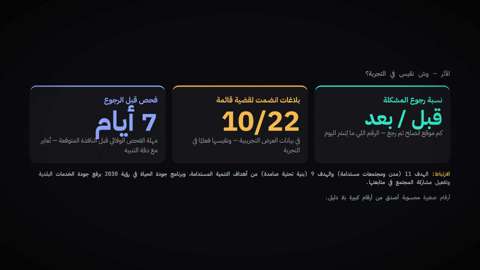 الأثر — وش نقيس في التجربة؟
نسبة رجوع المشكلة
قبل / بعد
كم موقع انصلح ثم رجع — الرقم اللي ما يُنشر اليوم
بلاغات انضمت لقضية قائمة
10/22
في بيانات العرض التجريبية — ونقيسها فعليًا في
التجربة
فحص قبل الرجوع
7 أيام
مهلة الفحص الوقائي قبل النافذة المتوقعة — تُعاير
مع دقة التنبيه
الارتباط: الهدف 11 (مدن ومجتمعات مستدامة) والهدف 9 (بنية تحتية صامدة) من أهداف التنمية المستدامة، وبرنامج جودة الحياة في رؤية 2030 برفع جودة الخدمات البلدية
وتفعيل مشاركة المجتمع في متابعتها.
أرقام صغيرة محسوبة أصدق من أرقام كبيرة بلا دليل.